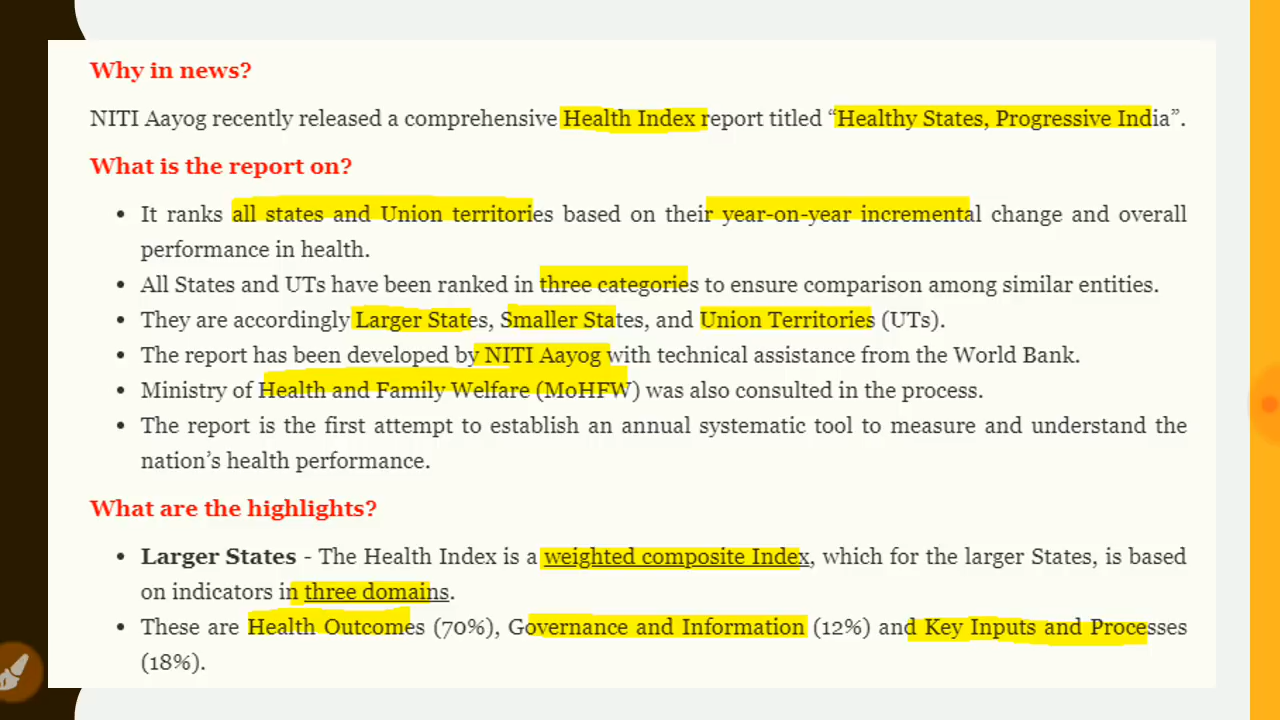 Why in news?
NITI Aayog recently released a comprehensive Health Index report titled “Healthy States, Progressive India”.
What is the report on?
• It ranks all states and Union territories based on their year-on-year incremental change and overall
performance in health.
• All States and UTs have been ranked in three categories to ensure comparison among similar entities.
• They are accordingly Larger States, Smaller States, and Union Territories (UTs).
• The report has been developed by NITI Aayog with technical assistance from the World Bank.
• Ministry of Health and Family Welfare (MoHFW) was also consulted in the process.
• The report is the first attempt to establish an annual systematic tool to measure and understand the
nation’s health performance.
What are the highlights?
• Larger States - The Health Index is a weighted composite Index, which for the larger States, is based
on indicators in three domains.
• These are Health Outcomes (70%), Governance and Information (12%) and Key Inputs and Processes
(18%).